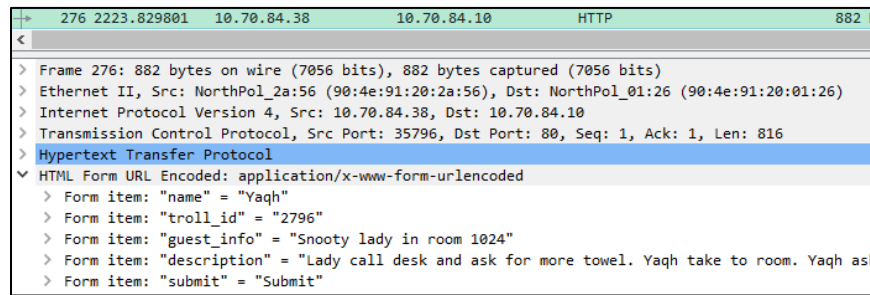 276 2223.829801 10.70.84.38 10.70.84.10 HTTP 882
Frame 276: 882 bytes on wire (7056 bits), 882 bytes captured (7056 bits)
Ethernet II, Src: NorthPol_2a:56 (90:4e:91:20:2a:56), Dst: NorthPol_01:26 (90:4e:91:20:01:26)
Internet Protocol Version 4, Src: 10.70.84.38, Dst: 10.70.84.10
Transmission Control Protocol, Src Port: 35796, Dst Port: 80, Seq: 1, Ack: 1, Len: 816
Hypertext Transfer Protocol
HTML Form URL Encoded: application/x-www-form-urlencoded
Form item: "name" = "Yaqh"
Form item: "troll_id" = "2796"
Form item: "guest_info" = "Snooty lady in room 1024"
Form item: "description" = "Lady call desk and ask for more towel. Yaqh take to room. Yaqh as
Form item: "submit" = "Submit"